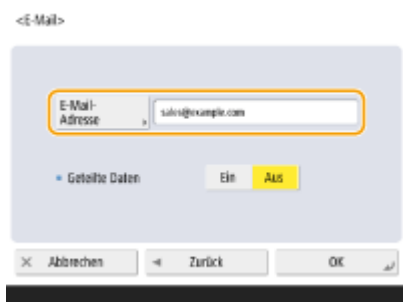 <E-Mail>
E-Mail-
Adresse
sales@example.com
Geteilte Daten
Ein
Aus
Abbrechen
Zurück
OK